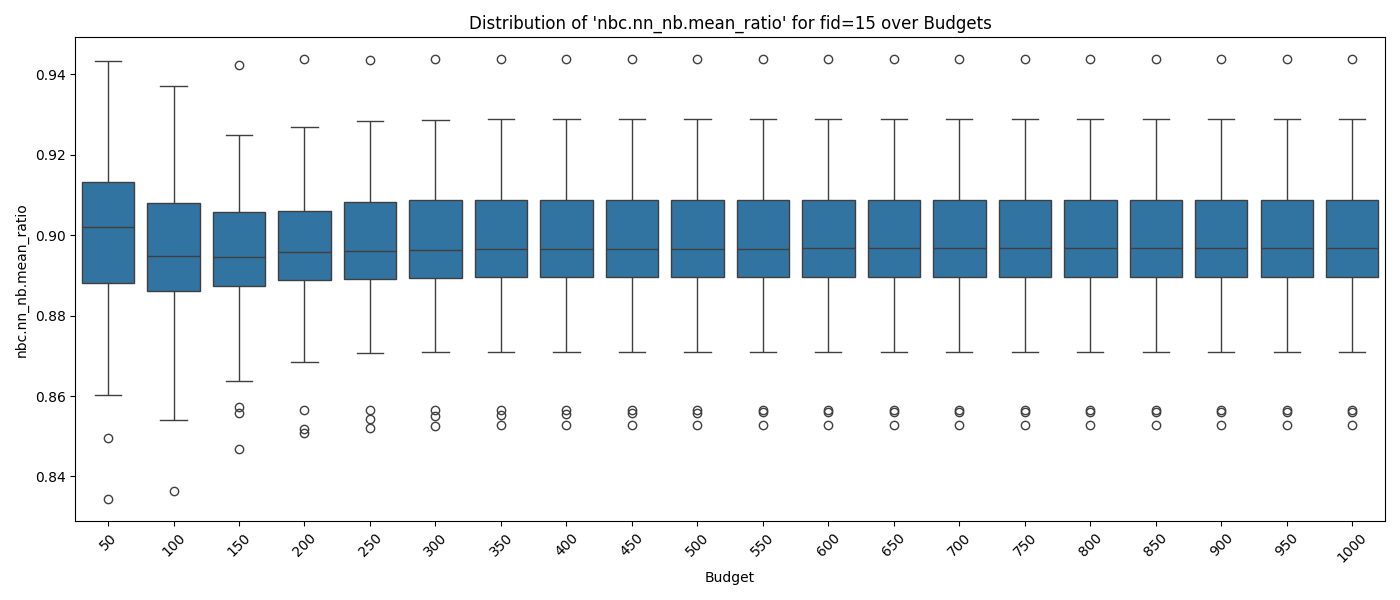 Distribution of 'nbc.nn_nb.mean_ratio' for fid=15 over Budgets
nbc.nn_nb.mean_ratio
0.94
0.92
0.90
0.88
0.86
0.84
50 100 150 200 250 300 350 400 450 500 550 600 650 700 750 800 850 900 950 1000
Budget